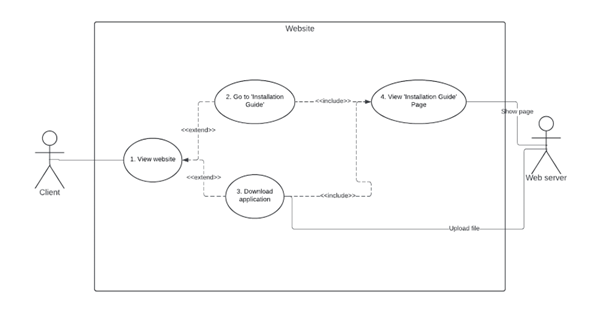 Website
2. Go to 'Installation
Guide'
<<include>>
4. View 'Installation Guide'
Page
Show page
<<extend>>
1. View website
Client
<<extend>>
3. Download
application
<<include>>
Web server
Upload file